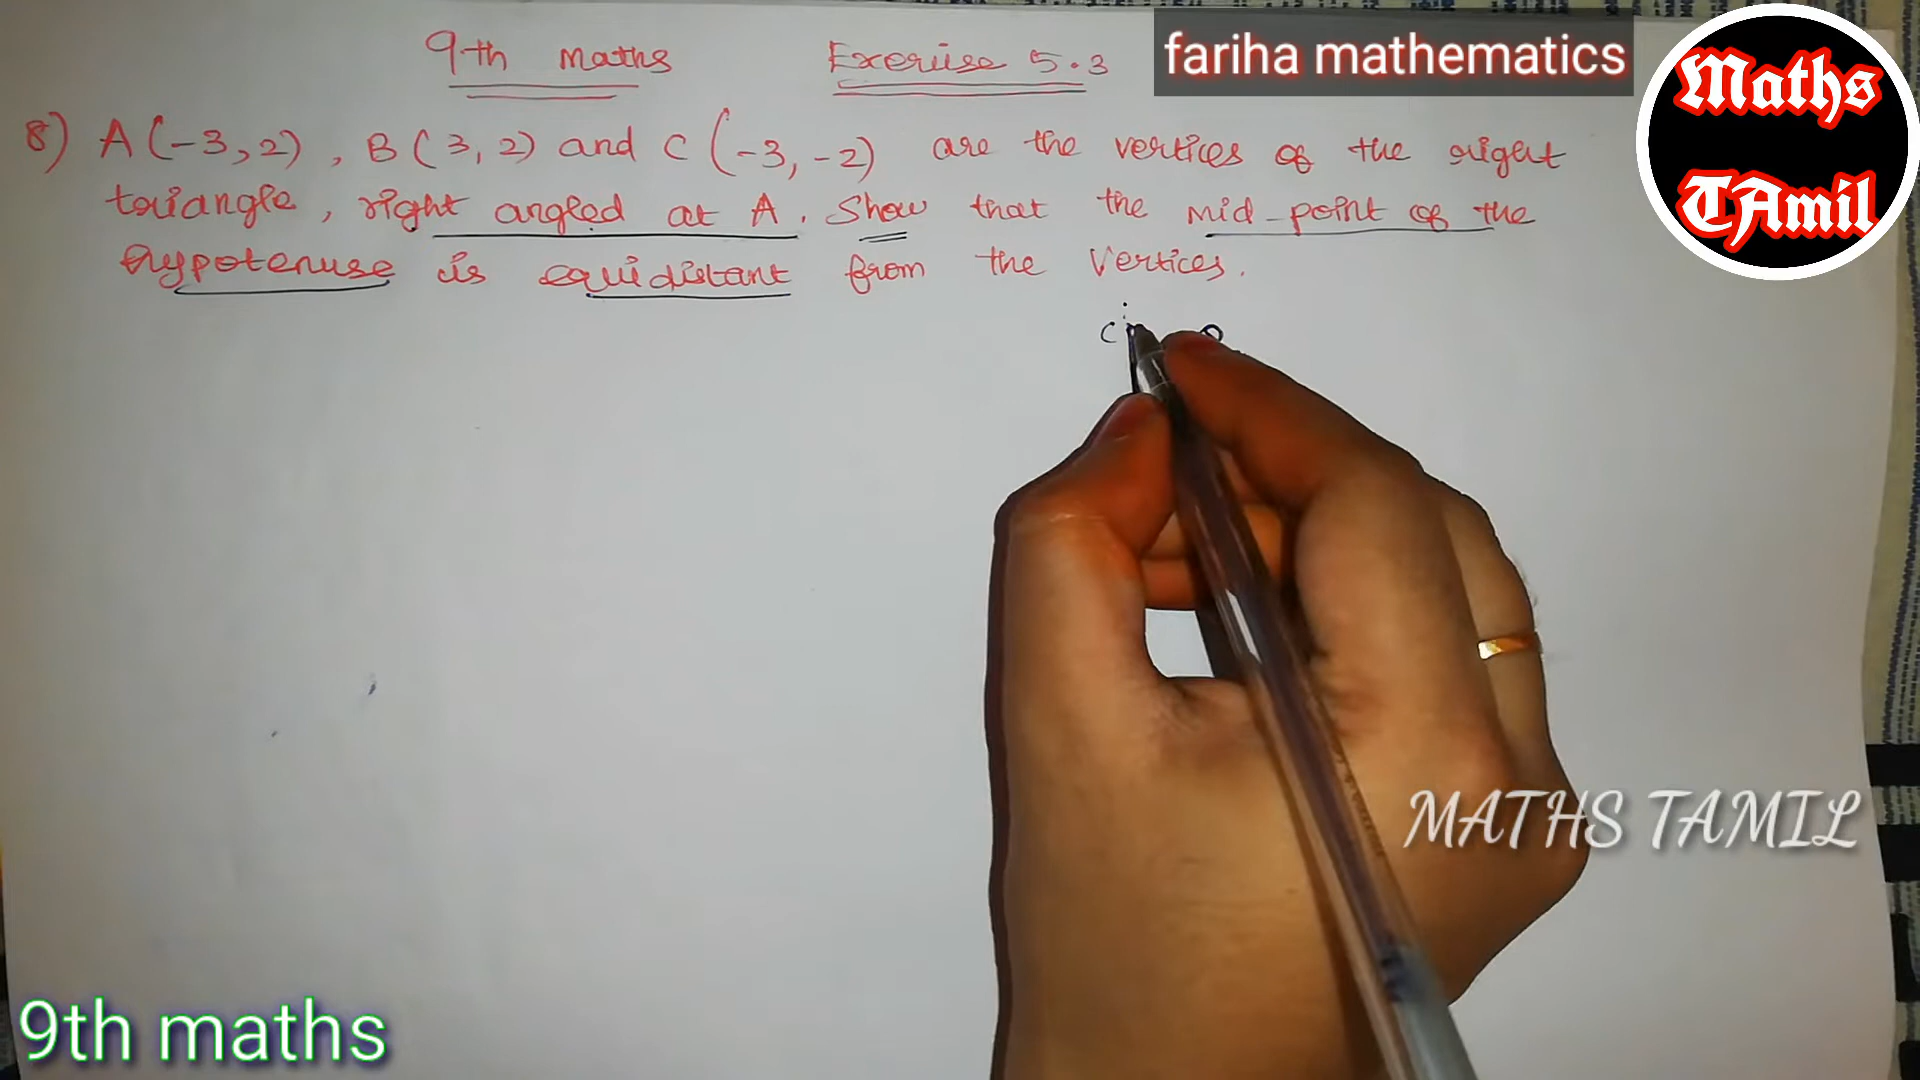 9th maths Exercise 5.3
fariha mathematics
Maths
TAmil
8) A(-3,2), B(3,2) and C(-3,-2) are the vertices of the right
triangle, right angled at A. Show that the mid-point of the
hypotenuse is equidistant from the vertices.
C
MATHS TAMIL
9th maths